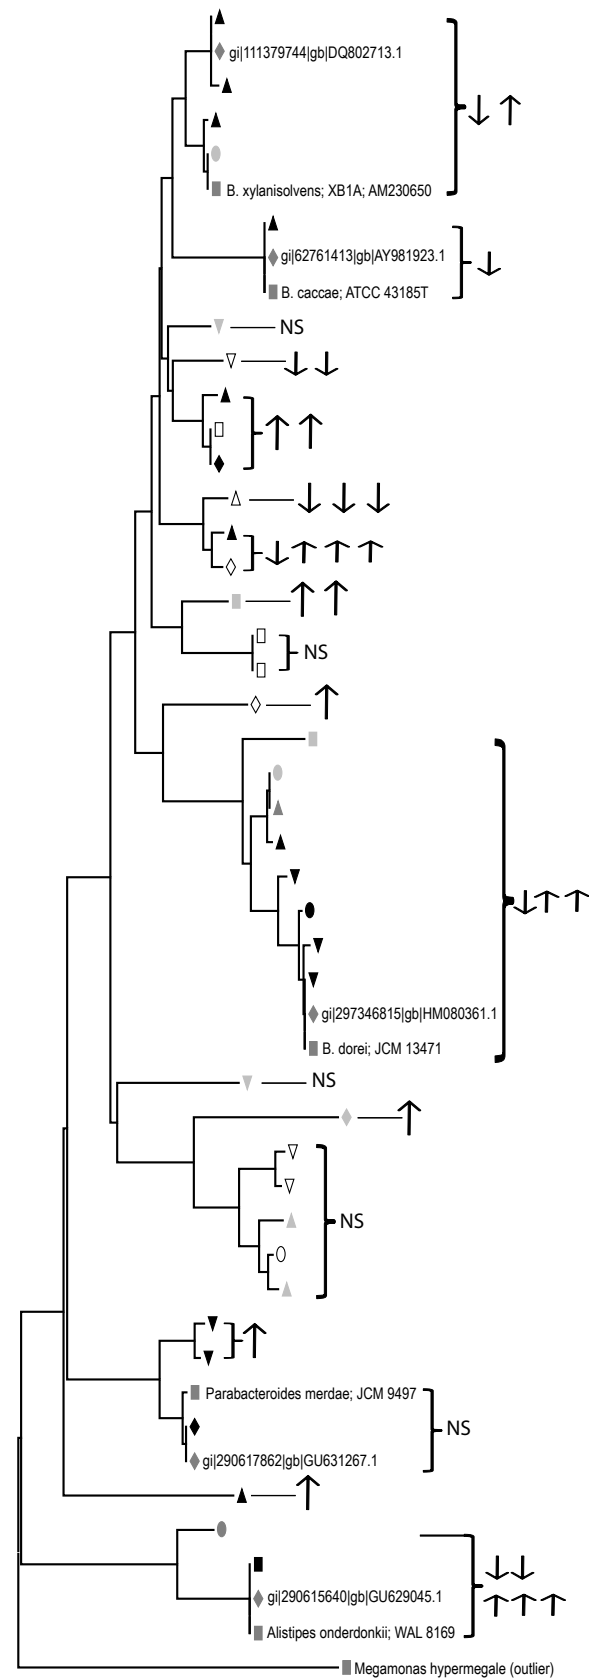 gi|111379744|gb|DQ802713.1
B. xylanisolvens; XB1A; AM230650
gi|62761413|gb|AY981923.1
B. caccae; ATCC 43185T
NS
NS
gi|297346815|gb|HM080361.1
B. dorei; JCM 13471
NS
NS
Parabacteroides merdae; JCM 9497
NS
gi|290617862|gb|GU631267.1
gi|290615640|gb|GU629045.1
Alistipes onderdonkii; WAL 8169
Megamonas hypermegale (outlier)